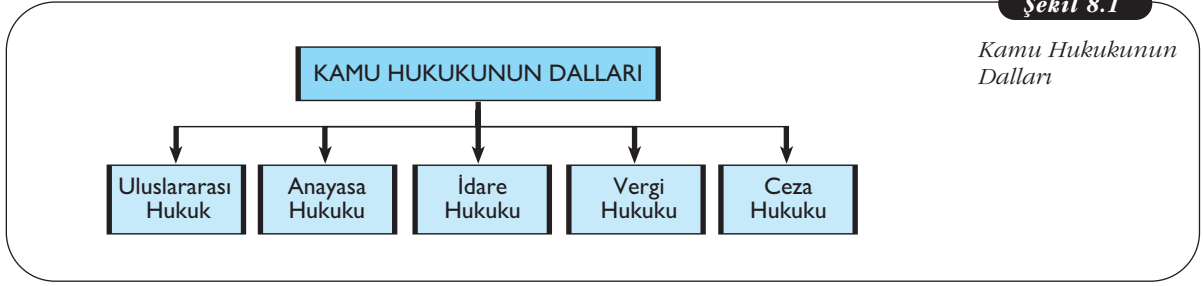 Şekil 8.1
Kamu Hukukunun
Dalları
KAMU HUKUKUNUN DALLARI
Uluslararası
Hukuk
Anayasa
Hukuku
İdare
Hukuku
Vergi
Hukuku
Ceza
Hukuku